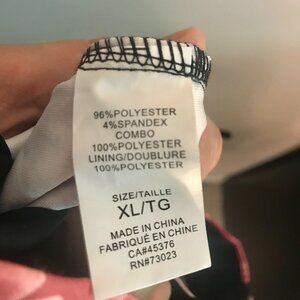 96%POLYESTER
4%SPANDEX
COMBO
100%POLYESTER
LINING/DOUBLURE
100%POLYESTER
SIZE/TAILLE
XL/TG
MADE IN CHINA
FABRIQUÉ EN CHINE
CA#45376
RN#73023